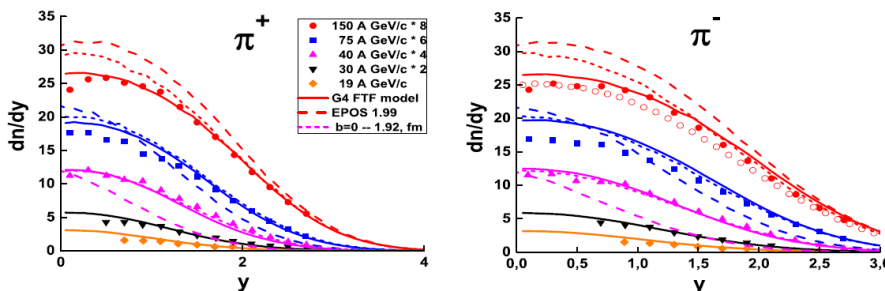 π⁺
π⁻
dn/dy
35
30
25
20
15
10
5
0
150 A GeV/c * 8
75 A GeV/c * 6
40 A GeV/c * 4
30 A GeV/c * 2
19 A GeV/c
G4 FTF model
EPOS 1.99
b=0 -- 1.92, fm
0
2
4
y
dn/dy
35
30
25
20
15
10
5
0
0,0
0,5
1,0
1,5
2,0
2,5
3,0
y